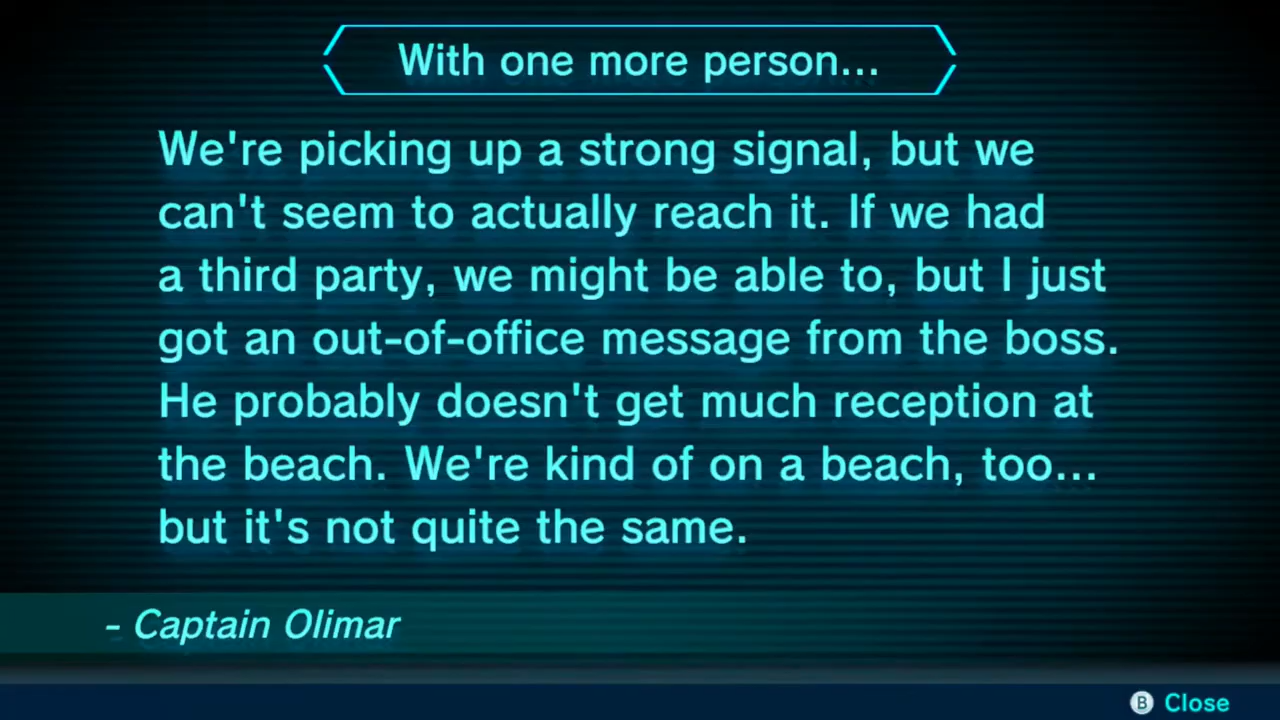 With one more person...
We're picking up a strong signal, but we
can't seem to actually reach it. If we had
a third party, we might be able to, but I just
got an out-of-office message from the boss.
He probably doesn't get much reception at
the beach. We're kind of on a beach, too...
but it's not quite the same.
– Captain Olimar
B Close